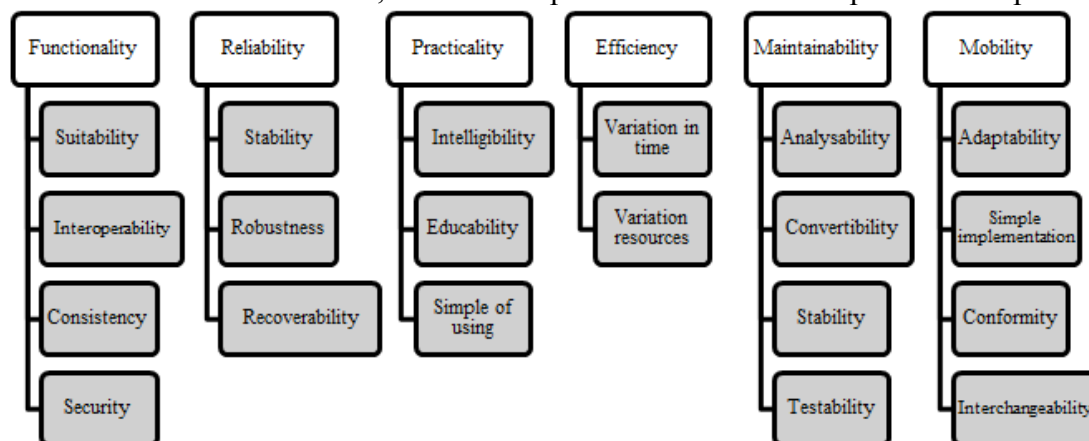 Functionality
Suitability
Interoperability
Consistency
Security
Reliability
Stability
Robustness
Recoverability
Practicality
Intelligibility
Educability
Simple of
using
Efficiency
Variation in
time
Variation
resources
Maintainability
Analysability
Convertibility
Stability
Testability
Mobility
Adaptability
Simple
implementation
Conformity
Interchangeability